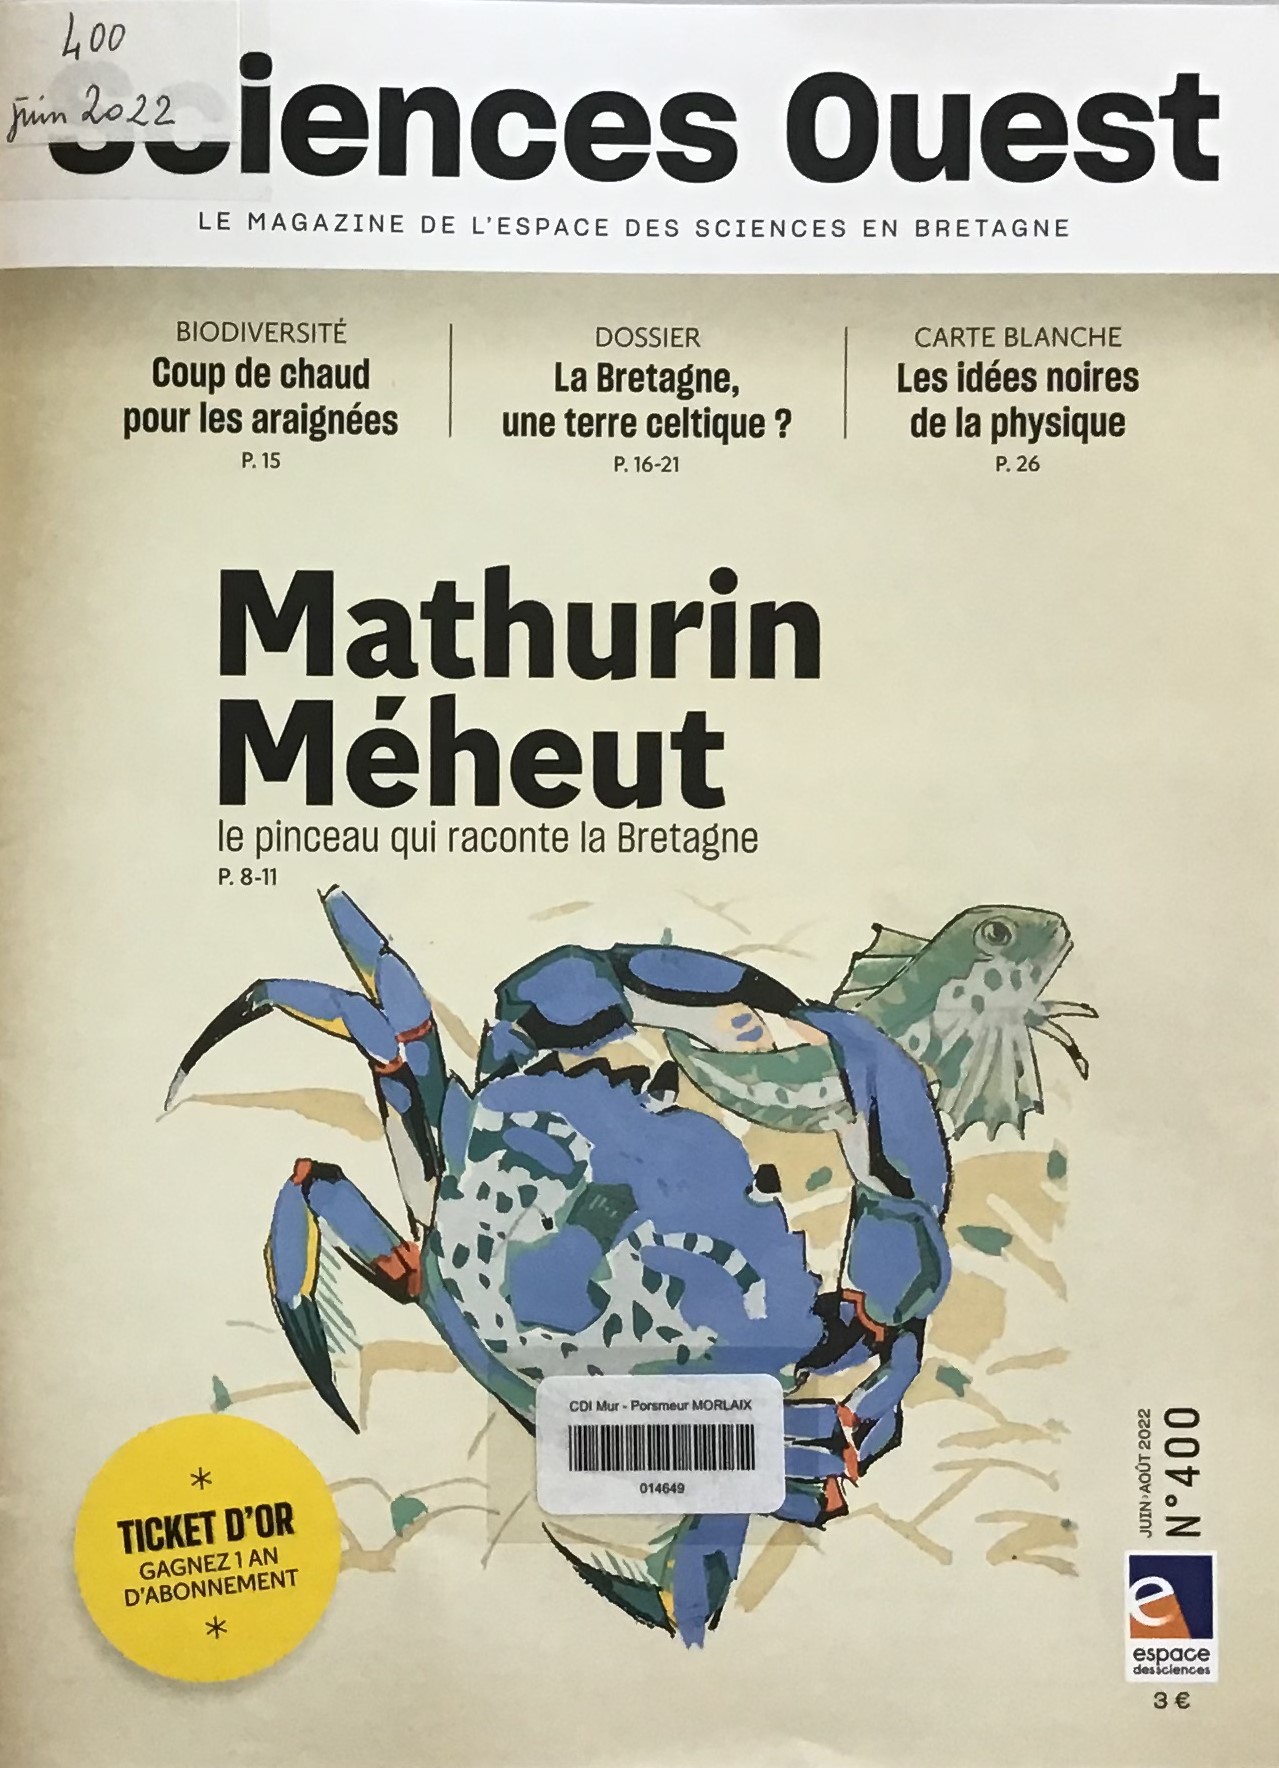 400
juin 2022
Sciences Ouest
LE MAGAZINE DE L'ESPACE DES SCIENCES EN BRETAGNE
BIODIVERSITÉ
Coup de chaud
pour les araignées
P. 15
DOSSIER
La Bretagne,
une terre celtique ?
P. 16-21
CARTE BLANCHE
Les idées noires
de la physique
P. 26
Mathurin
Méheut
le pinceau qui raconte la Bretagne
P. 8-11
CDI Mur - Porsmeur MORLAIX
014649
*
TICKET D'OR
GAGNEZ 1 AN
D'ABONNEMENT
*
JUIN›AOÛT 2022
N°400
e
espace
des sciences
3 €